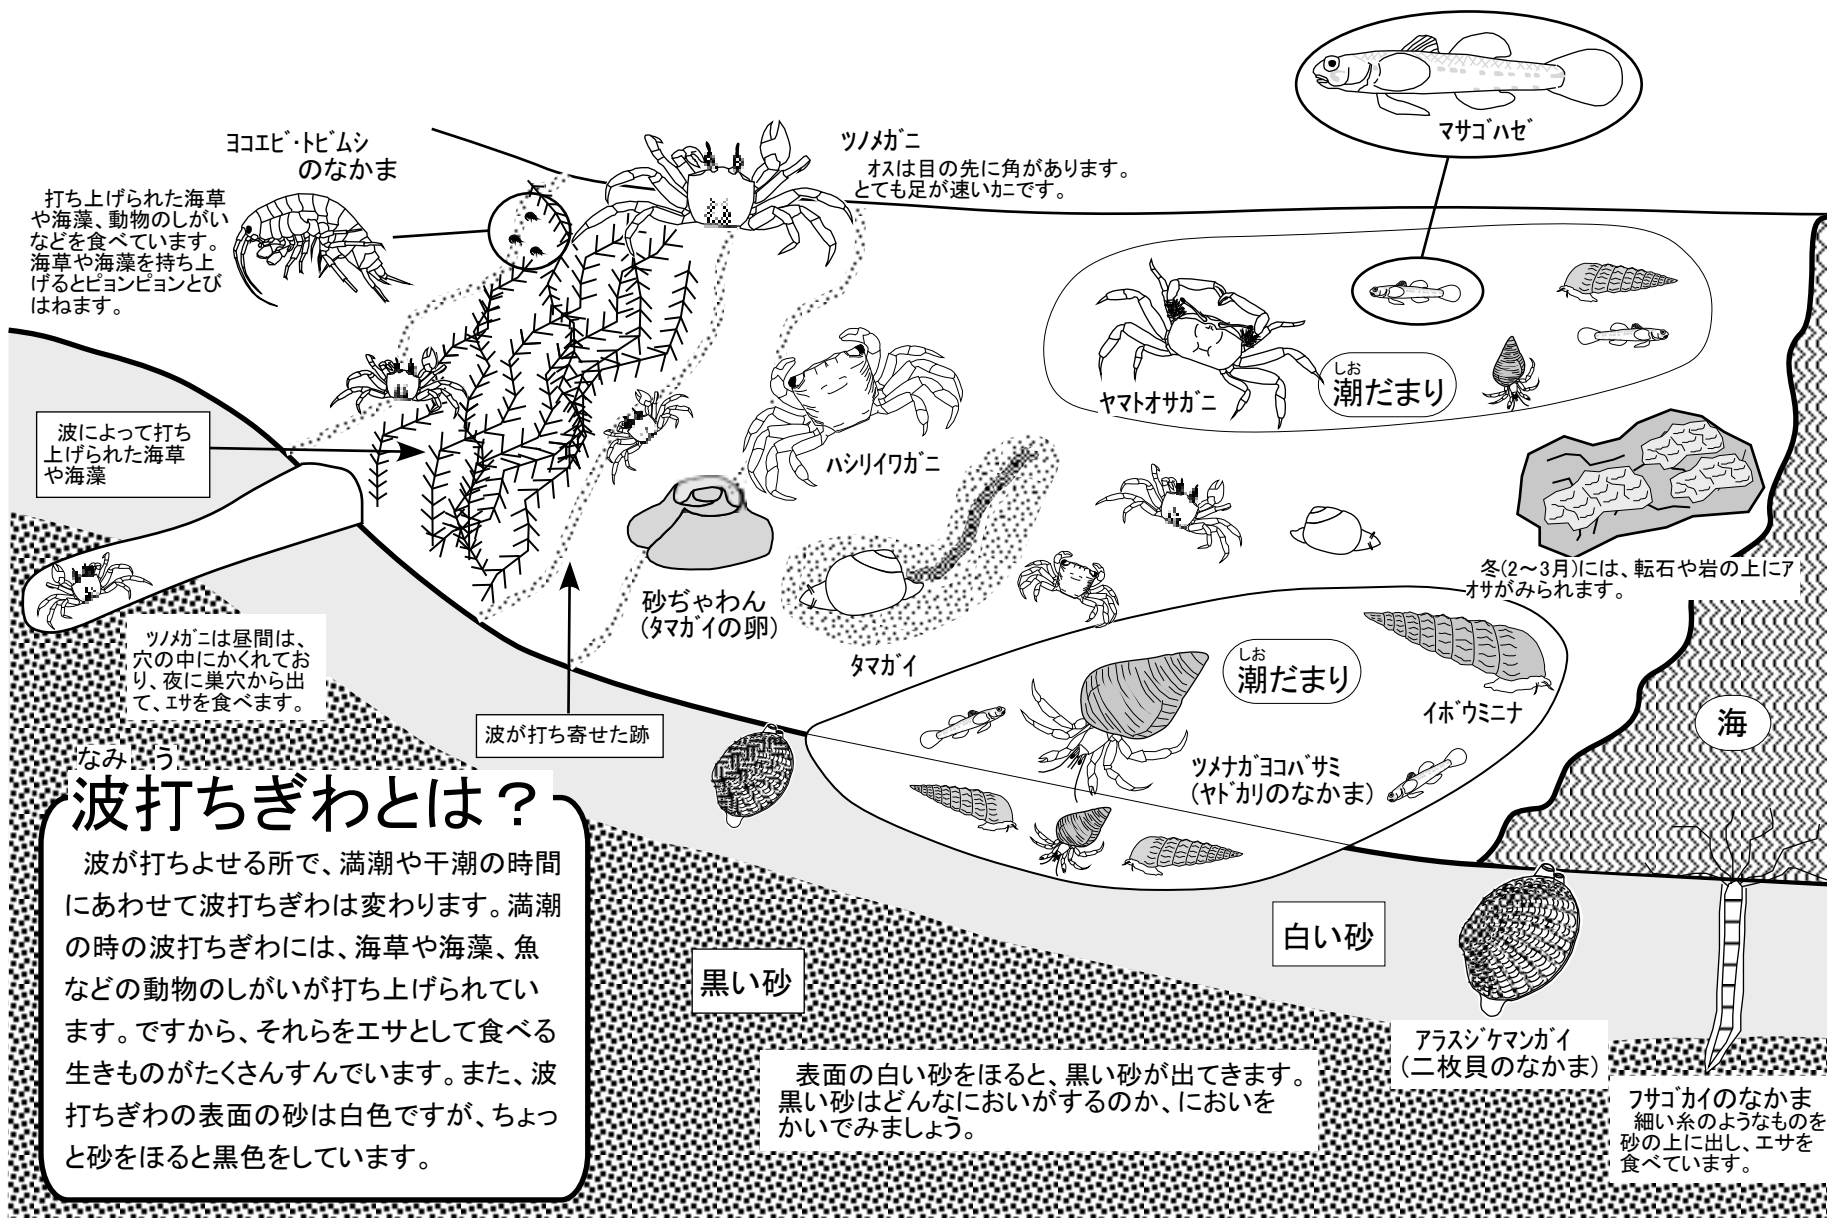 マサゴハゼ
ヨコエビ・トビムシ
のなかま
打ち上げられた海草
や海藻、動物のしがい
などを食べています。
海草や海藻を持ち上
げるとピョンピョンとび
はねます。
ツノメガニ
オスは目の先に角があります。
とても足が速いカニです。
ヤマトオサガニ
しお
潮だまり
波によって打ち
上げられた海草
や海藻
ハシリイワガニ
冬(2～3月)には、転石や岩の上にア
オサがみられます。
砂ぢゃわん
(タマガイの卵)
タマガイ
ツノメガニは昼間は、
穴の中にかくれてお
り、夜に巣穴から出
て、エサを食べます。
波が打ち寄せた跡
しお
潮だまり
イボウミニナ
ツメナガヨコバサミ
(ヤドカリのなかま)
海
なみ う
波打ちぎわとは？
波が打ちよせる所で、満潮や干潮の時間
にあわせて波打ちぎわは変わります。満潮
の時の波打ちぎわには、海草や海藻、魚
などの動物のしがいが打ち上げられてい
ます。ですから、それらをエサとして食べる
生きものがたくさんすんでいます。また、波
打ちぎわの表面の砂は白色ですが、ちょっ
と砂をほると黒色をしています。
黒い砂
白い砂
表面の白い砂をほると、黒い砂が出てきます。
黒い砂はどんなにおいがするのか、においを
かいでみましょう。
アラスジケマンガイ
(二枚貝のなかま)
フサゴカイのなかま
細い糸のようなものを
砂の上に出し、エサを
食べています。